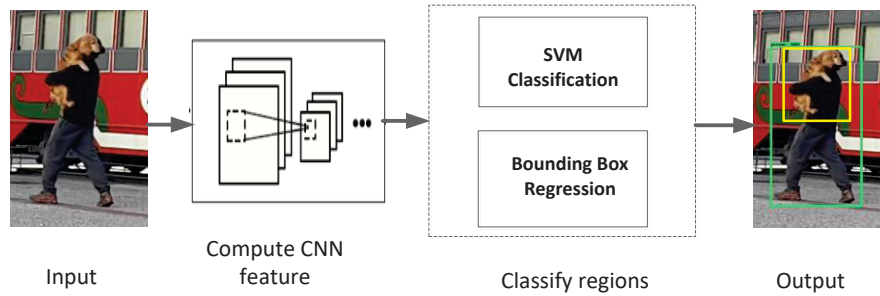 SVM
Classification
Bounding Box
Regression
Compute CNN
feature
Input
Classify regions
Output